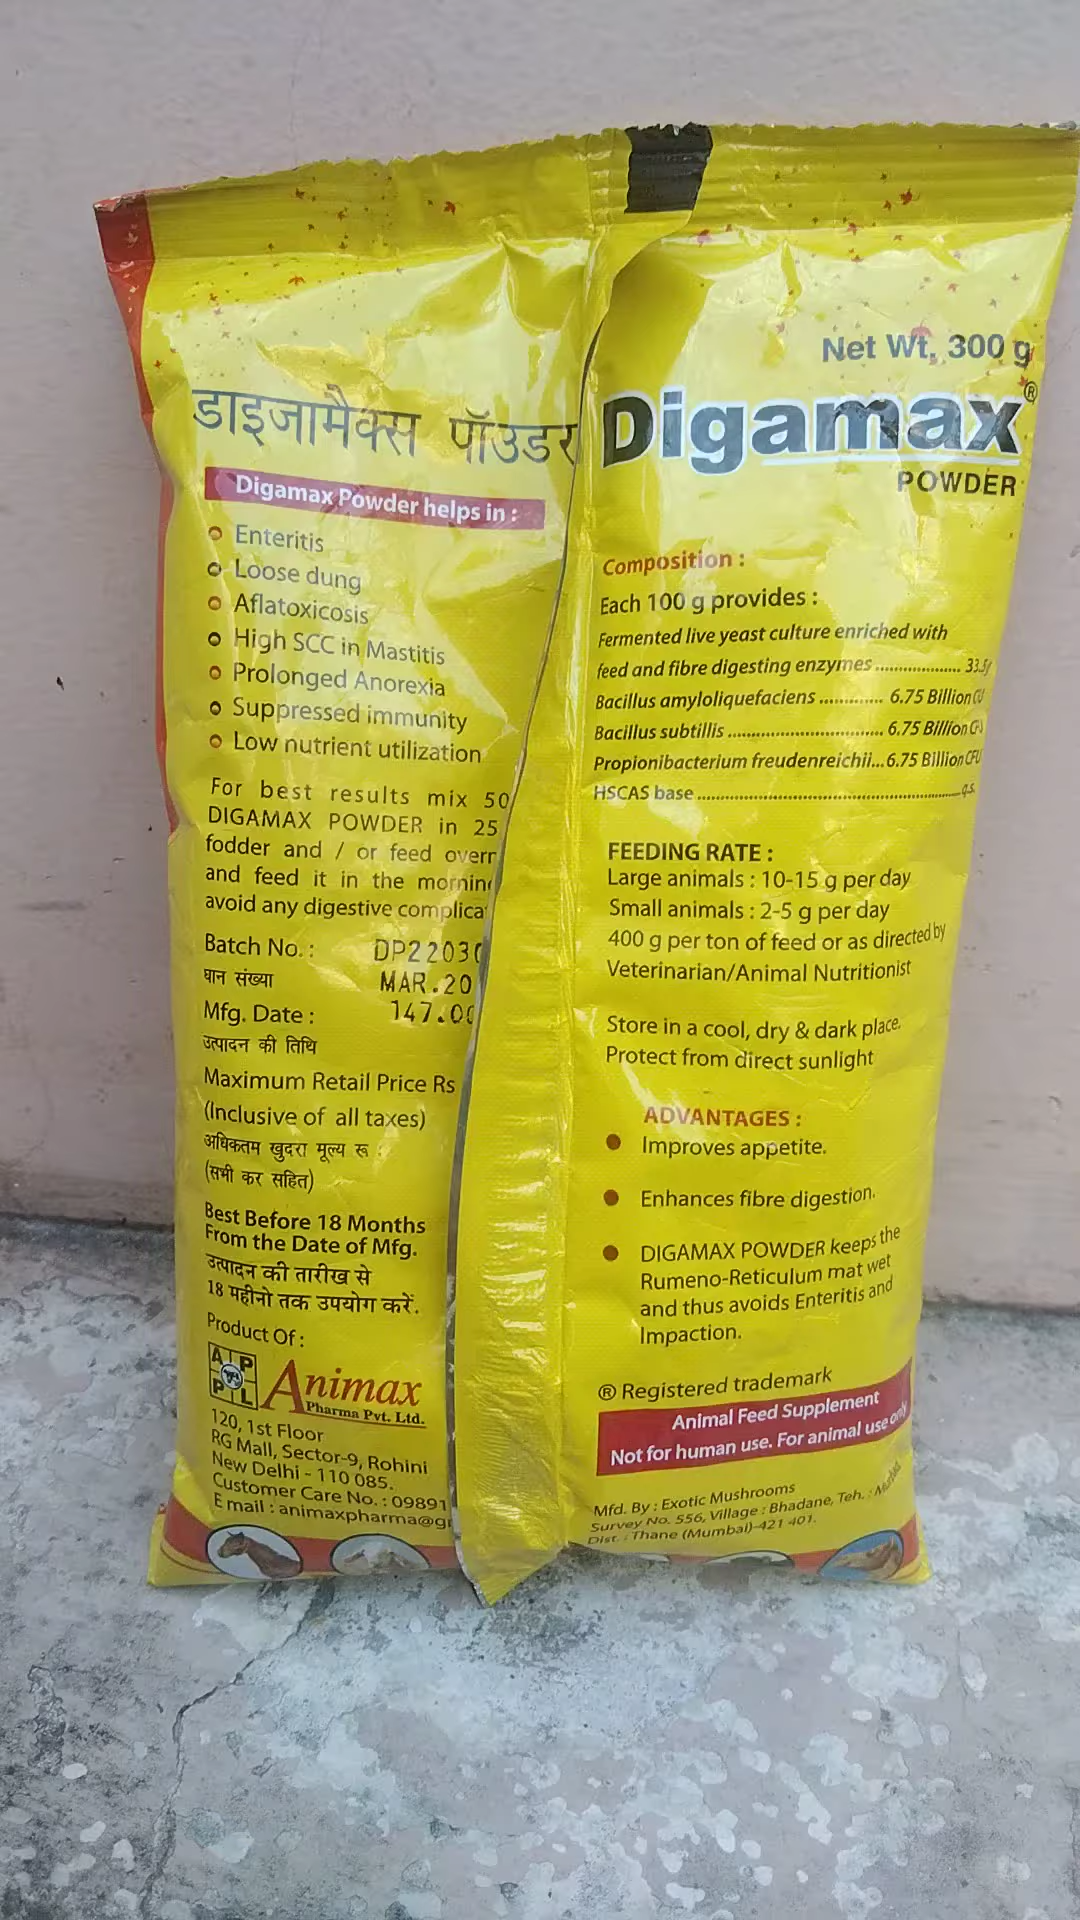 डाइजामैक्स पॉउडर
Digamax Powder helps in :
Enteritis
Loose dung
Aflatoxicosis
High SCC in Mastitis
Prolonged Anorexia
Suppressed immunity
Low nutrient utilization
For best results mix 50
DIGAMAX POWDER in 25
fodder and / or feed
and feed it in the
avoid any digestive
Batch No. :
घान संख्या
DP2203
MAR.20
147.00
Mfg. Date :
उत्पादन की तिथि
Maximum Retail Price Rs
(Inclusive of all taxes)
अधिकतम खुदरा मूल्य रू :
(सभी कर सहित)
Best Before 18 Months
From the Date of Mfg.
उत्पादन की तारीख से
18 महीनो तक उपयोग करें.
Product Of :
A P
P L
Animax
Pharma Pvt. Ltd.
120, 1st Floor
RG Mall, Sector-9, Rohini
New Delhi - 110 085.
Customer Care No. : 09891
E mail : animaxpharma@g
Net Wt. 300 g
Digamax®
POWDER
Composition :
Each 100 g provides :
Fermented live yeast culture enriched with
feed and fibre digesting enzymes .................. 33.5
Bacillus amyloliquefaciens ............. 6.75 Billion
Bacillus subtillis ................................ 6.75 Billion
Propionibacterium freudenreichii...6.75 Billion CFU
HSCAS base ...................................................... q.s.
FEEDING RATE :
Large animals : 10-15 g per day
Small animals : 2-5 g per day
400 g per ton of feed or as directed by
Veterinarian/Animal Nutritionist
Store in a cool, dry & dark place.
Protect from direct sunlight
ADVANTAGES :
Improves appetite.
Enhances fibre digestion.
DIGAMAX POWDER keeps the
Rumeno-Reticulum mat wet
and thus avoids Enteritis and
Impaction.
® Registered trademark
Animal Feed Supplement
Not for human use. For animal use only
Mfd. By : Exotic Mushrooms
Survey No. 556, Village : Bhadane, Teh. :
Dist. : Thane (Mumbai)-421 401.